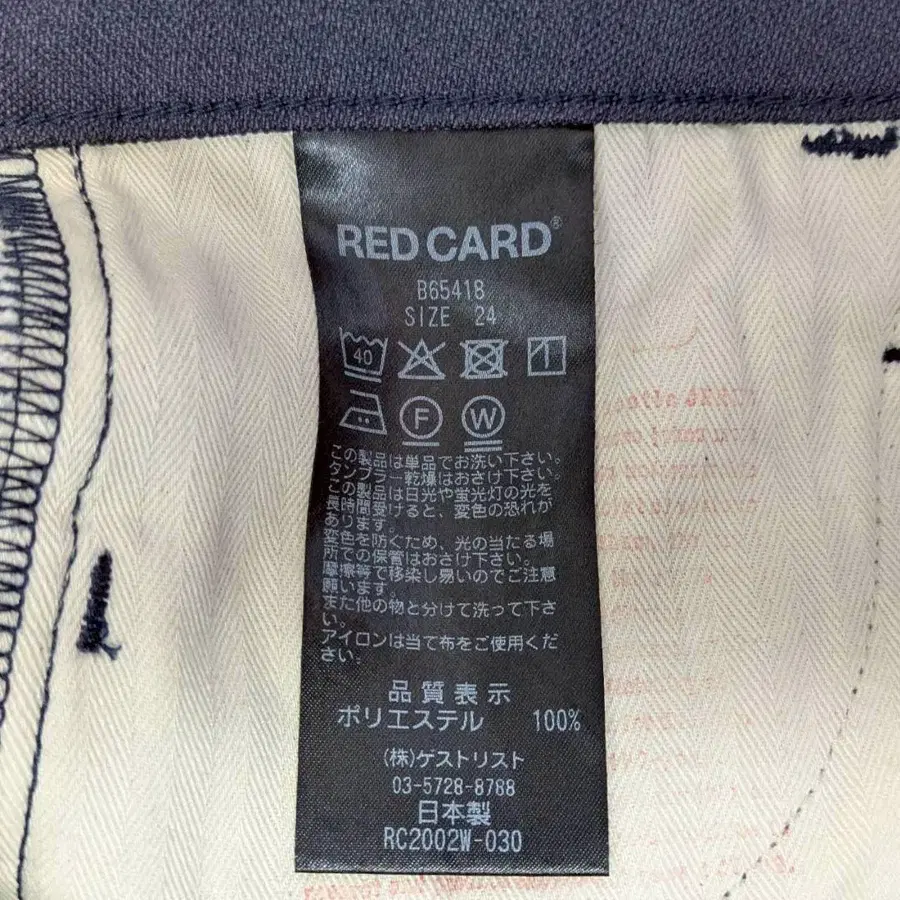 RED CARD®
B65418
SIZE 24
40
F W
この製品は単品でお洗い下さい。
タンブラー乾燥はおさけ下さい。
この製品は日光や蛍光灯の光を
長時間受けると、変色の恐れが
あります。
変色を防ぐため、光の当たる場
所での保管はおさけ下さい。
摩擦等で移染し易いのでご注意
願います。
また他の物と分けて洗って下さ
い。
アイロンは当て布をご使用くだ
さい。
品質表示
ポリエステル 100%
(株)ゲストリスト
03-5728-8788
日本製
RC2002W-030